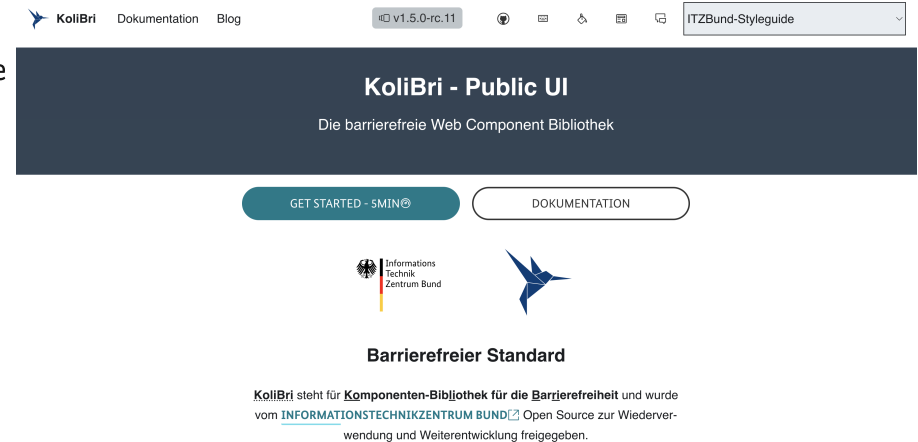 KoliBri Dokumentation Blog v1.5.0-rc.11 ITZBund-Styleguide
e
KoliBri - Public UI
Die barrierefreie Web Component Bibliothek
GET STARTED - 5MIN DOKUMENTATION
Informations
Technik
Zentrum Bund
Barrierefreier Standard
KoliBri steht für Komponenten-Bibliothek für die Barrierefreiheit und wurde
vom INFORMATIONSTECHNIKZENTRUM BUND Open Source zur Wiederver-
wendung und Weiterentwicklung freigegeben.